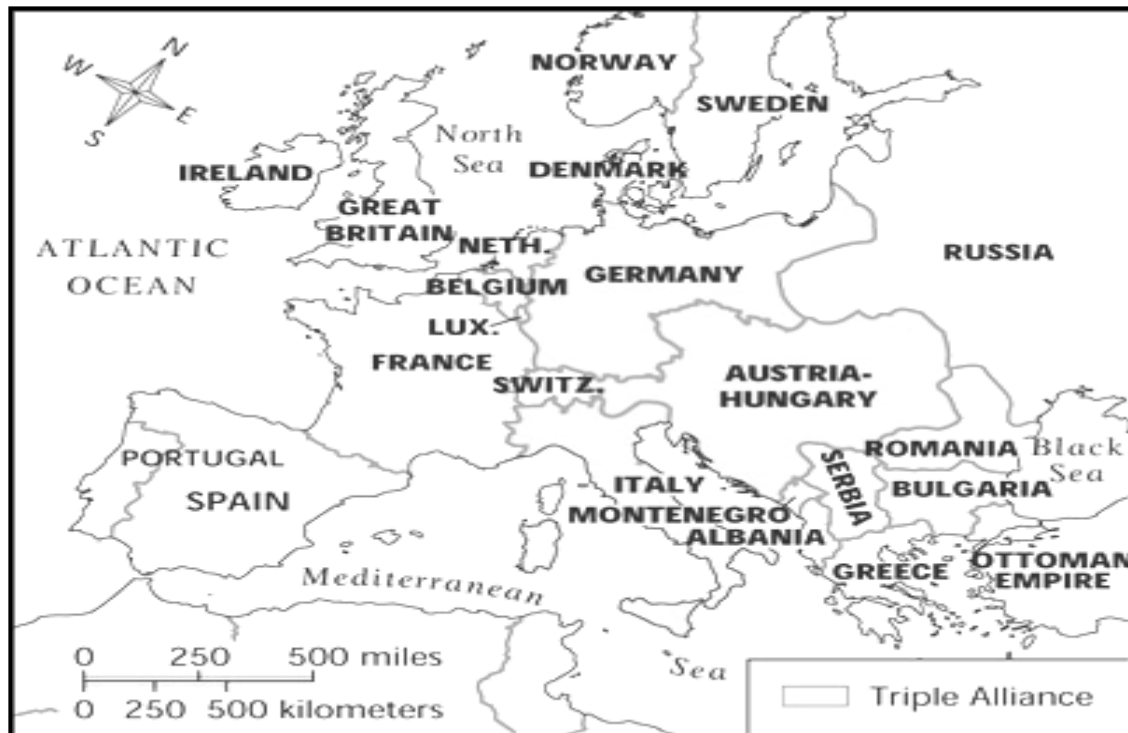 N
W
E
S
NORWAY
SWEDEN
North
Sea
DENMARK
IRELAND
GREAT
BRITAIN
NETH.
ATLANTIC
OCEAN
GERMANY
RUSSIA
BELGIUM
LUX.
FRANCE
SWITZ.
AUSTRIA-
HUNGARY
PORTUGAL
SPAIN
ITALY
MONTENEGRO
ALBANIA
SERBIA
ROMANIA
Black
Sea
BULGARIA
GREECE
OTTOMAN
EMPIRE
Mediterranean
Sea
0 250 500 miles
0 250 500 kilometers
Triple Alliance